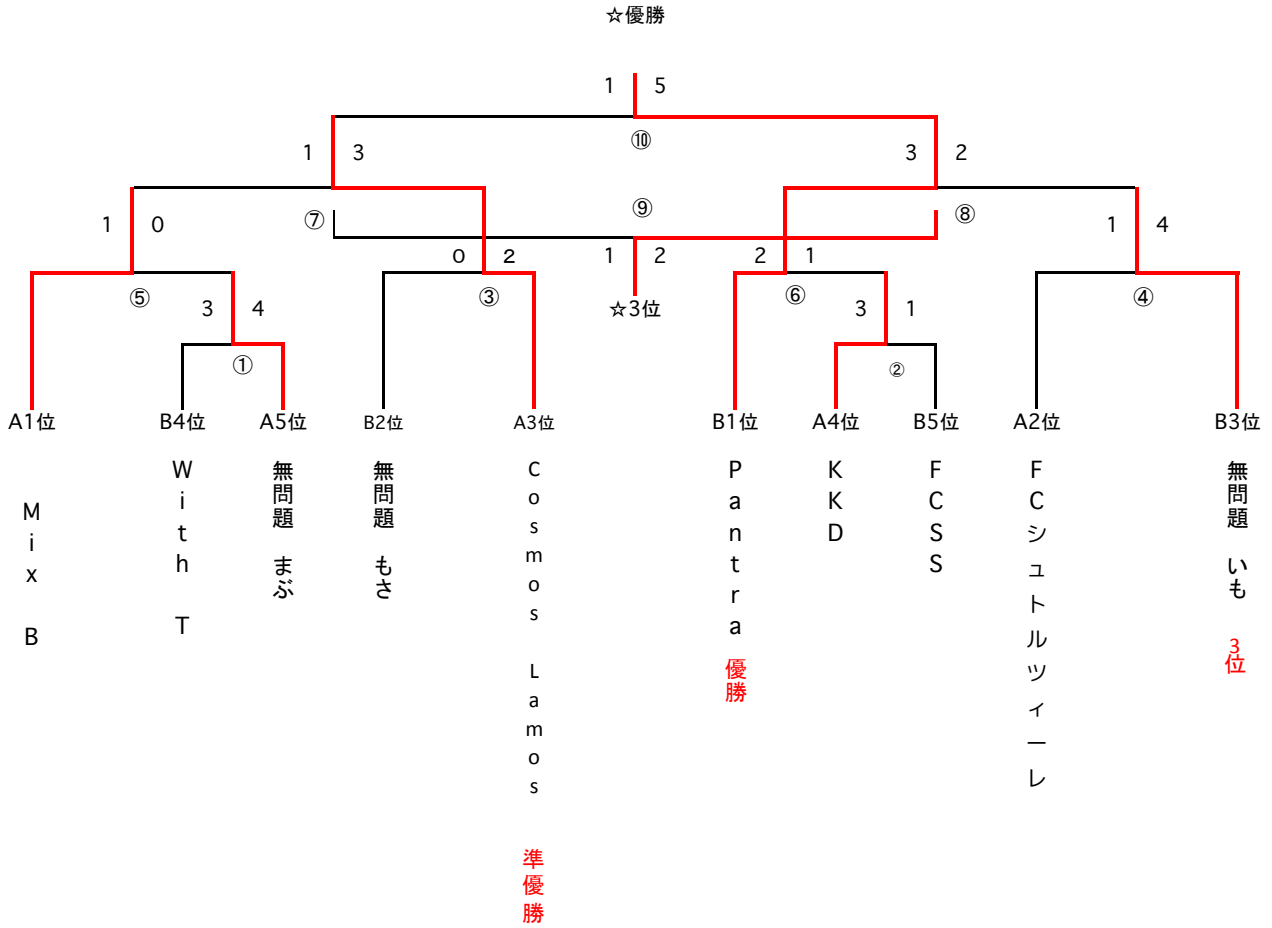 ☆優勝
1 5
⑩
1 3
3 2
⑦
⑨
⑧
1 0
1 4
0 2
1 2
2 1
⑤
③
☆3位
⑥
④
3 4
3 1
①
②
A1位
B4位
A5位
B2位
A3位
B1位
A4位
B5位
A2位
B3位
Mix B
With T
無問題 まぶ
無問題 もさ
Cosmos Lamos 準優勝
Pantra 優勝
KKD
FCSS
FCシュトルツィーレ
無問題 いも 3位